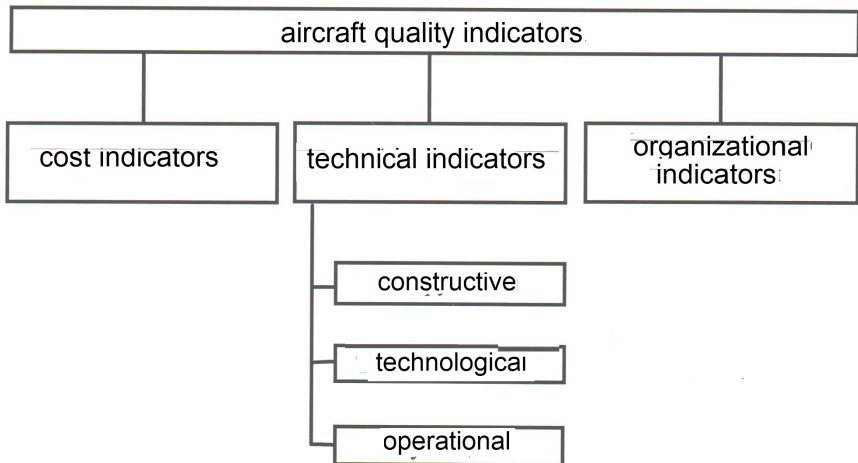 aircraft quality indicators
cost indicators
technical indicators
organizational
indicators
constructive
technological
operational